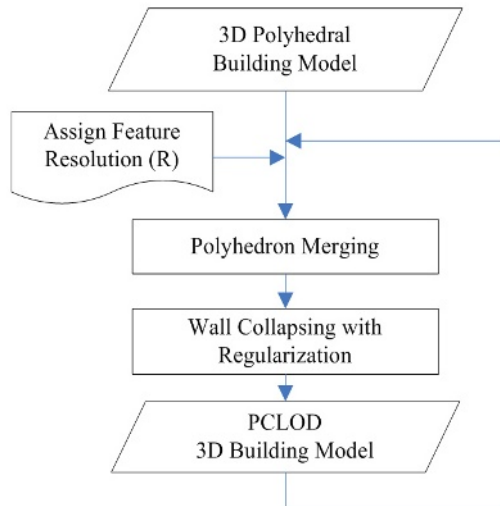 3D Polyhedral
Building Model
Assign Feature
Resolution (R)
Polyhedron Merging
Wall Collapsing with
Regularization
PCLOD
3D Building Model